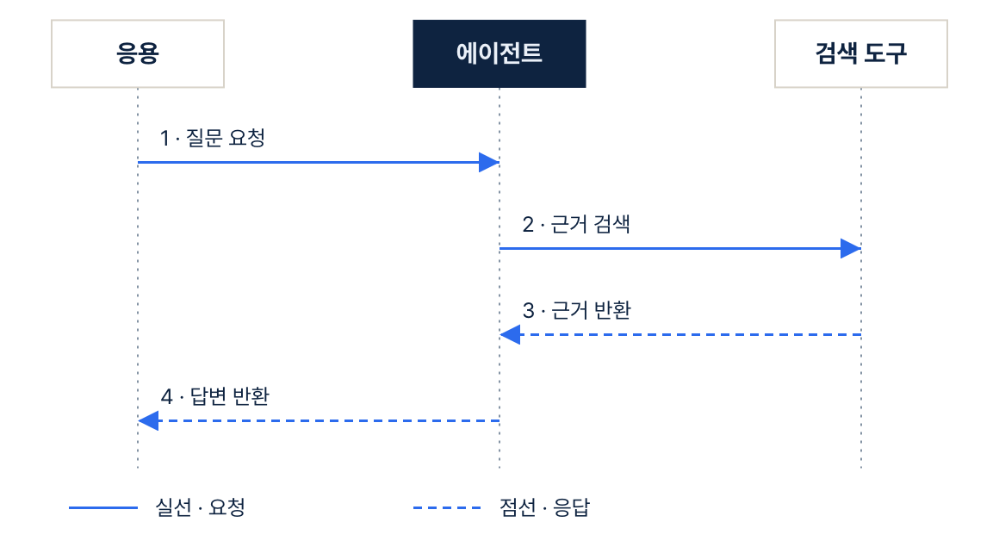 응용
에이전트
검색 도구
1 · 질문 요청
2 · 근거 검색
3 · 근거 반환
4 · 답변 반환
실선 · 요청
점선 · 응답